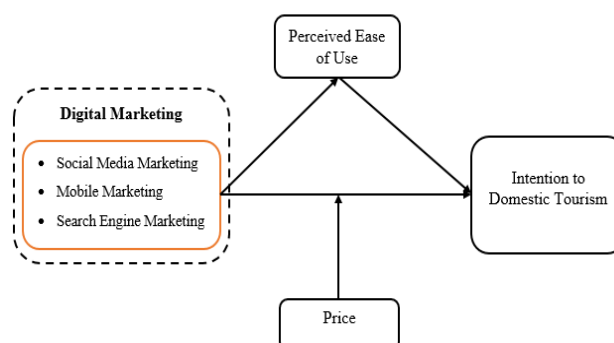 Perceived Ease
of Use
Digital Marketing
• Social Media Marketing
• Mobile Marketing
• Search Engine Marketing
Intention to
Domestic Tourism
Price